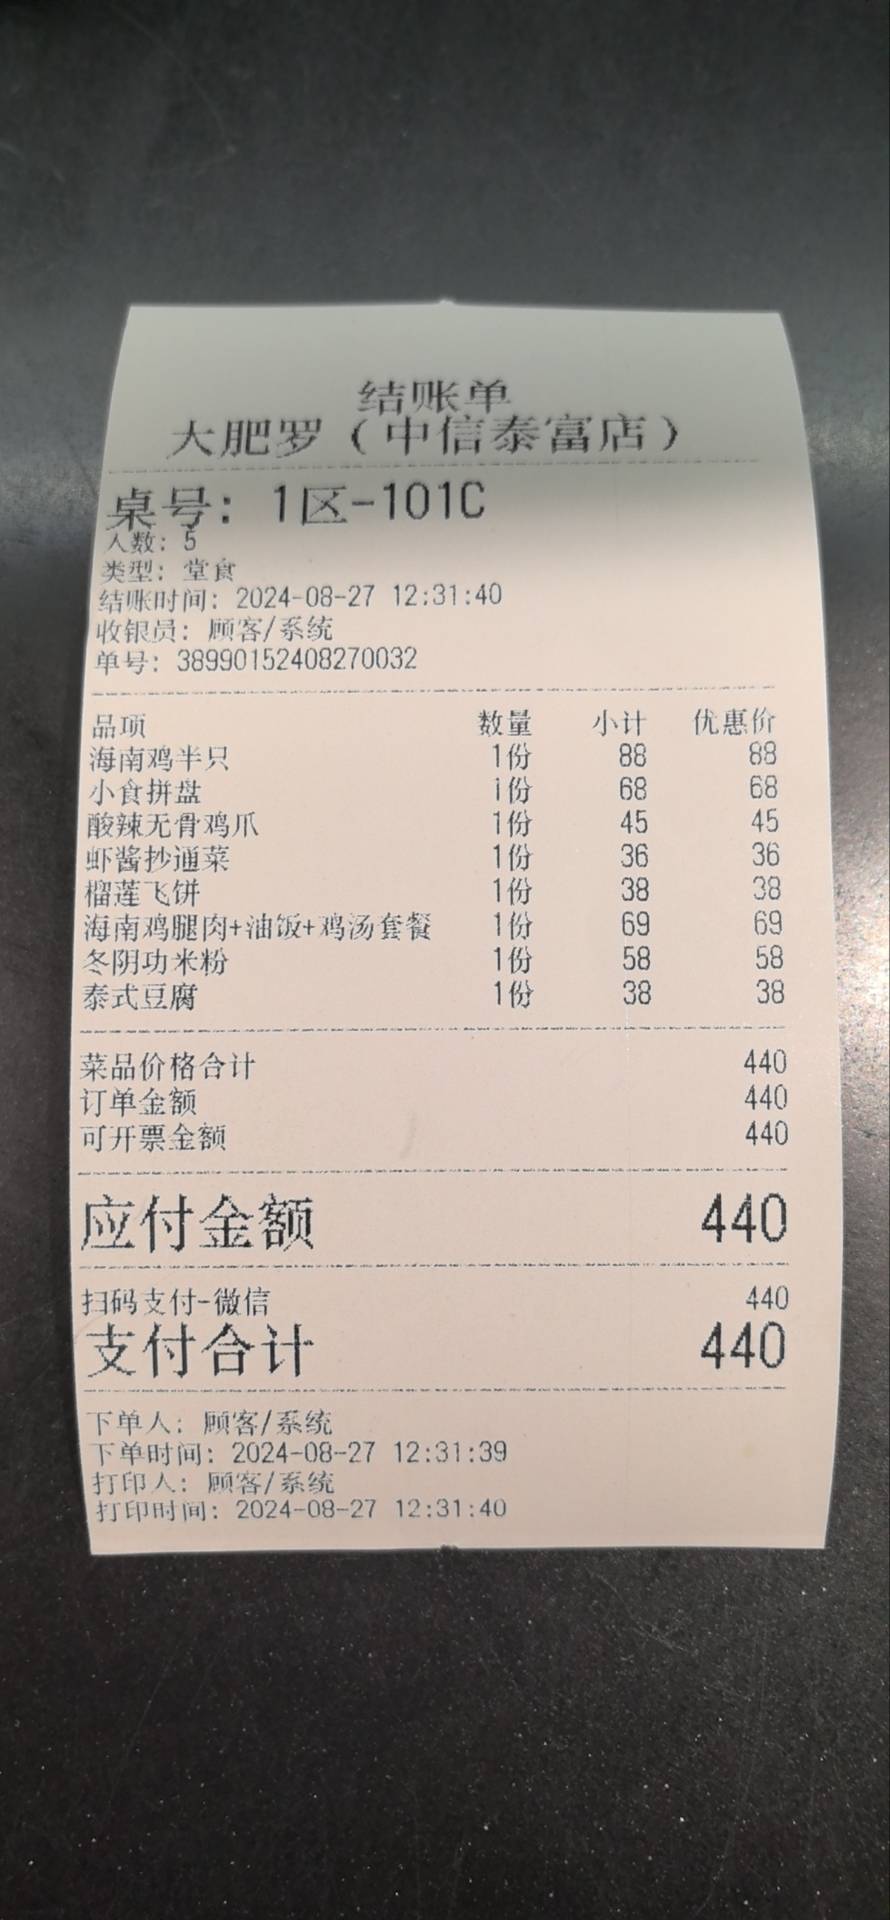 结账单
大肥罗（中信泰富店）
桌号：1区-101C
人数：5
类型：堂食
结账时间：2024-08-27 12:31:40
收银员：顾客/系统
单号：38990152408270032
品项 数量 小计 优惠价
海南鸡半只 1份 88 88
小食拼盘 1份 68 68
酸辣无骨鸡爪 1份 45 45
虾酱抄通菜 1份 36 36
榴莲飞饼 1份 38 38
海南鸡腿肉+油饭+鸡汤套餐 1份 69 69
冬阴功米粉 1份 58 58
泰式豆腐 1份 38 38
菜品价格合计 440
订单金额 440
可开票金额 440
应付金额 440
扫码支付-微信 440
支付合计 440
下单人：顾客/系统
下单时间：2024-08-27 12:31:39
打印人：顾客/系统
打印时间：2024-08-27 12:31:40